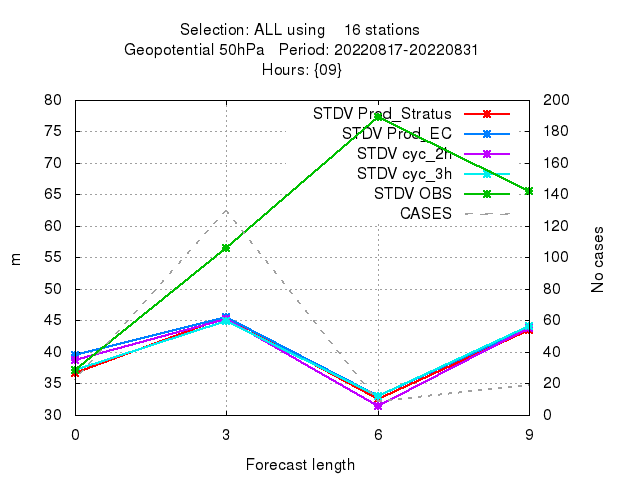 Selection: ALL using 16 stations
Geopotential 50hPa Period: 20220817-20220831
Hours: {09}
STDV Prod_Stratus
STDV Prod_EC
STDV cyc_2h
STDV cyc_3h
STDV OBS
CASES
80
75
70
65
60
55
50
45
40
35
30
m
200
180
160
140
120
100
80
60
40
20
0
No cases
0 3 6 9
Forecast length